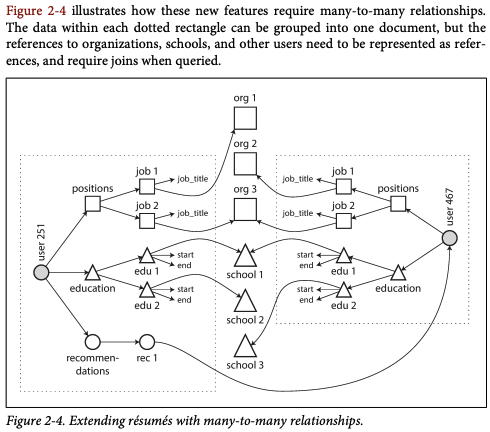 Figure 2-4 illustrates how these new features require many-to-many relationships.
The data within each dotted rectangle can be grouped into one document, but the
references to organizations, schools, and other users need to be represented as refer‐
ences, and require joins when queried.
org 1
org 2
org 3
job 1
job_title
job 2
job_title
positions
user 251
education
edu 1
start
end
edu 2
start
end
recommen-
dations
rec 1
school 1
school 2
school 3
job_title
job 1
job_title
job 2
positions
user 467
start
end
edu 1
start
end
edu 2
education
Figure 2-4. Extending résumés with many-to-many relationships.